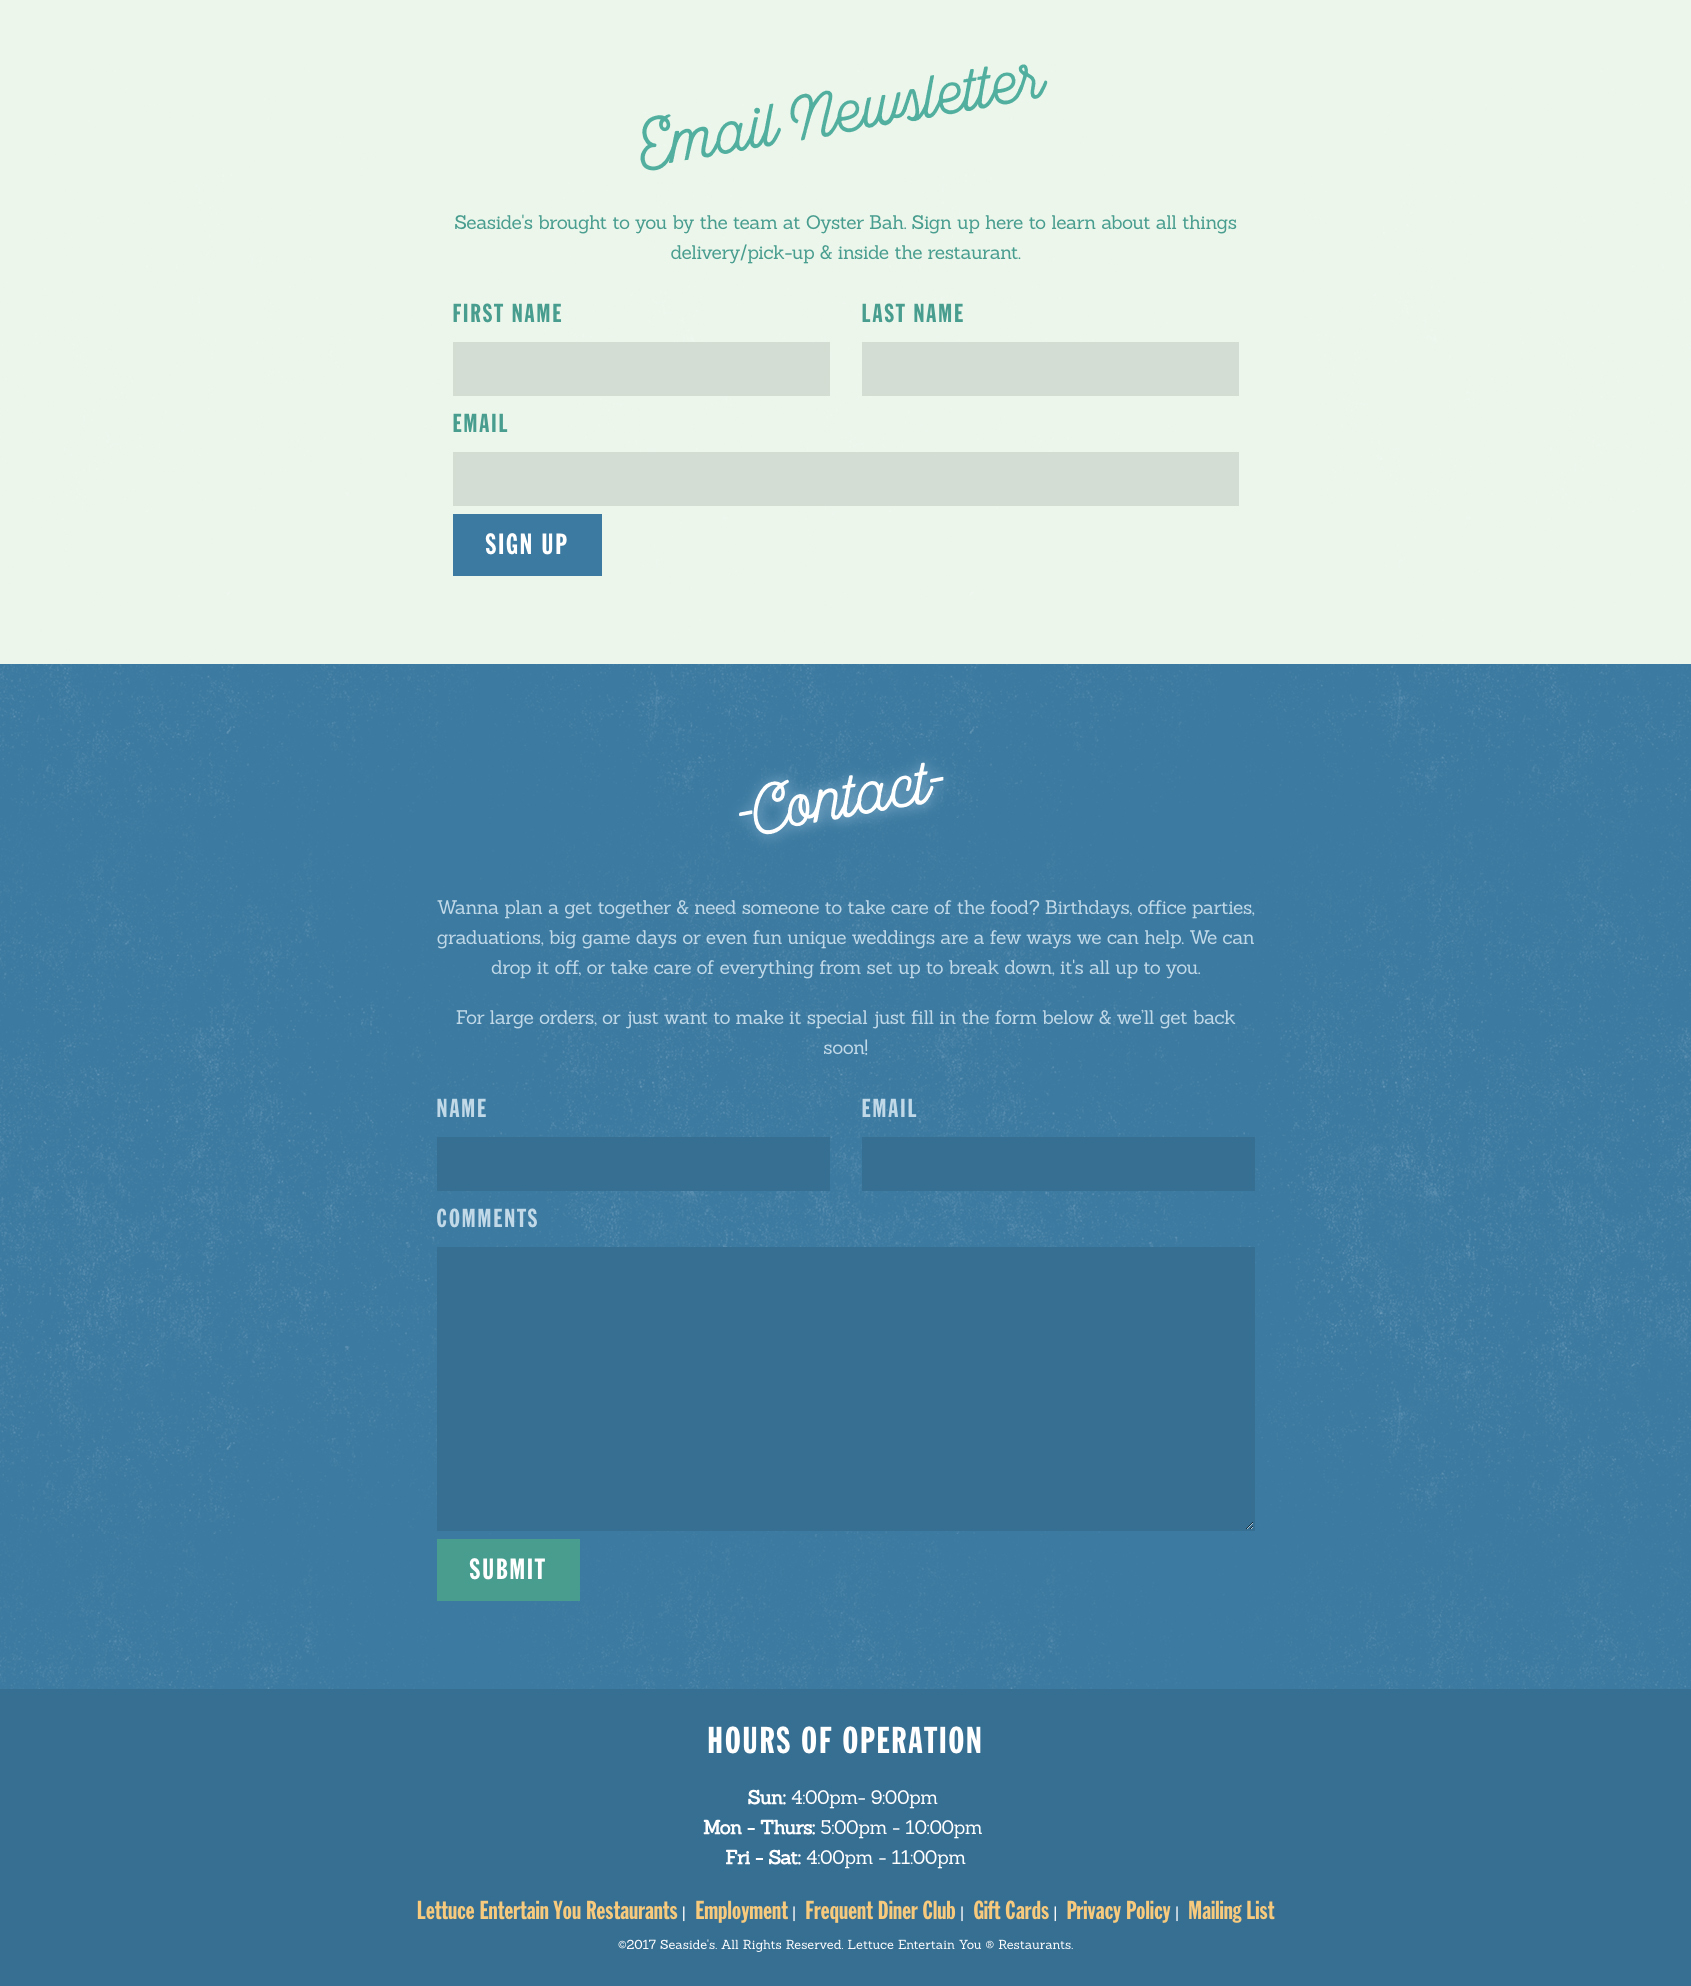 Email Newsletter
Seaside's brought to you by the team at Oyster Bah. Sign up here to learn about all things
delivery/pick-up & inside the restaurant.
FIRST NAME
LAST NAME
EMAIL
SIGN UP
-Contact-
Wanna plan a get together & need someone to take care of the food? Birthdays, office parties,
graduations, big game days or even fun unique weddings are a few ways we can help. We can
drop it off, or take care of everything from set up to break down, it's all up to you.
For large orders, or just want to make it special just fill in the form below & we'll get back
soon!
NAME
EMAIL
COMMENTS
SUBMIT
HOURS OF OPERATION
Sun: 4:00pm- 9:00pm
Mon - Thurs: 5:00pm - 10:00pm
Fri - Sat: 4:00pm - 11:00pm
Lettuce Entertain You Restaurants | Employment | Frequent Diner Club | Gift Cards | Privacy Policy | Mailing List
©2017 Seaside's. All Rights Reserved. Lettuce Entertain You ® Restaurants.